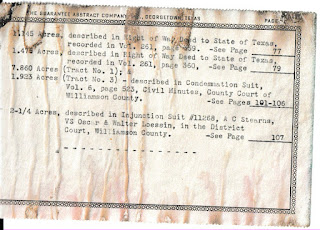 THE GUARANTEE ABSTRACT COMPANY, GEORGETOWN, TEXAS PAGE
1.145 Acres, described in Right of Way Deed to State of Texas,
recorded in Vol. 261, page 359. -See Page 77
1.478 Acres, described in Right of Way Deed to State of Texas,
recorded in Vol. 261, page 360, -See Page 79
7.860 Acres (Tract No. 1);
1.923 Acres (Tract No. 3) - described in Condemnation Suit,
Vol. 6, page 523, Civil Minutes, County Court of
Williamson County. -See Pages 101-106
2-1/4 Acres, described in Injunction Suit #11268, A C Stearns,
VS Oscar & Walter Loessin, in the District
Court, Williamson County. -See Page 107